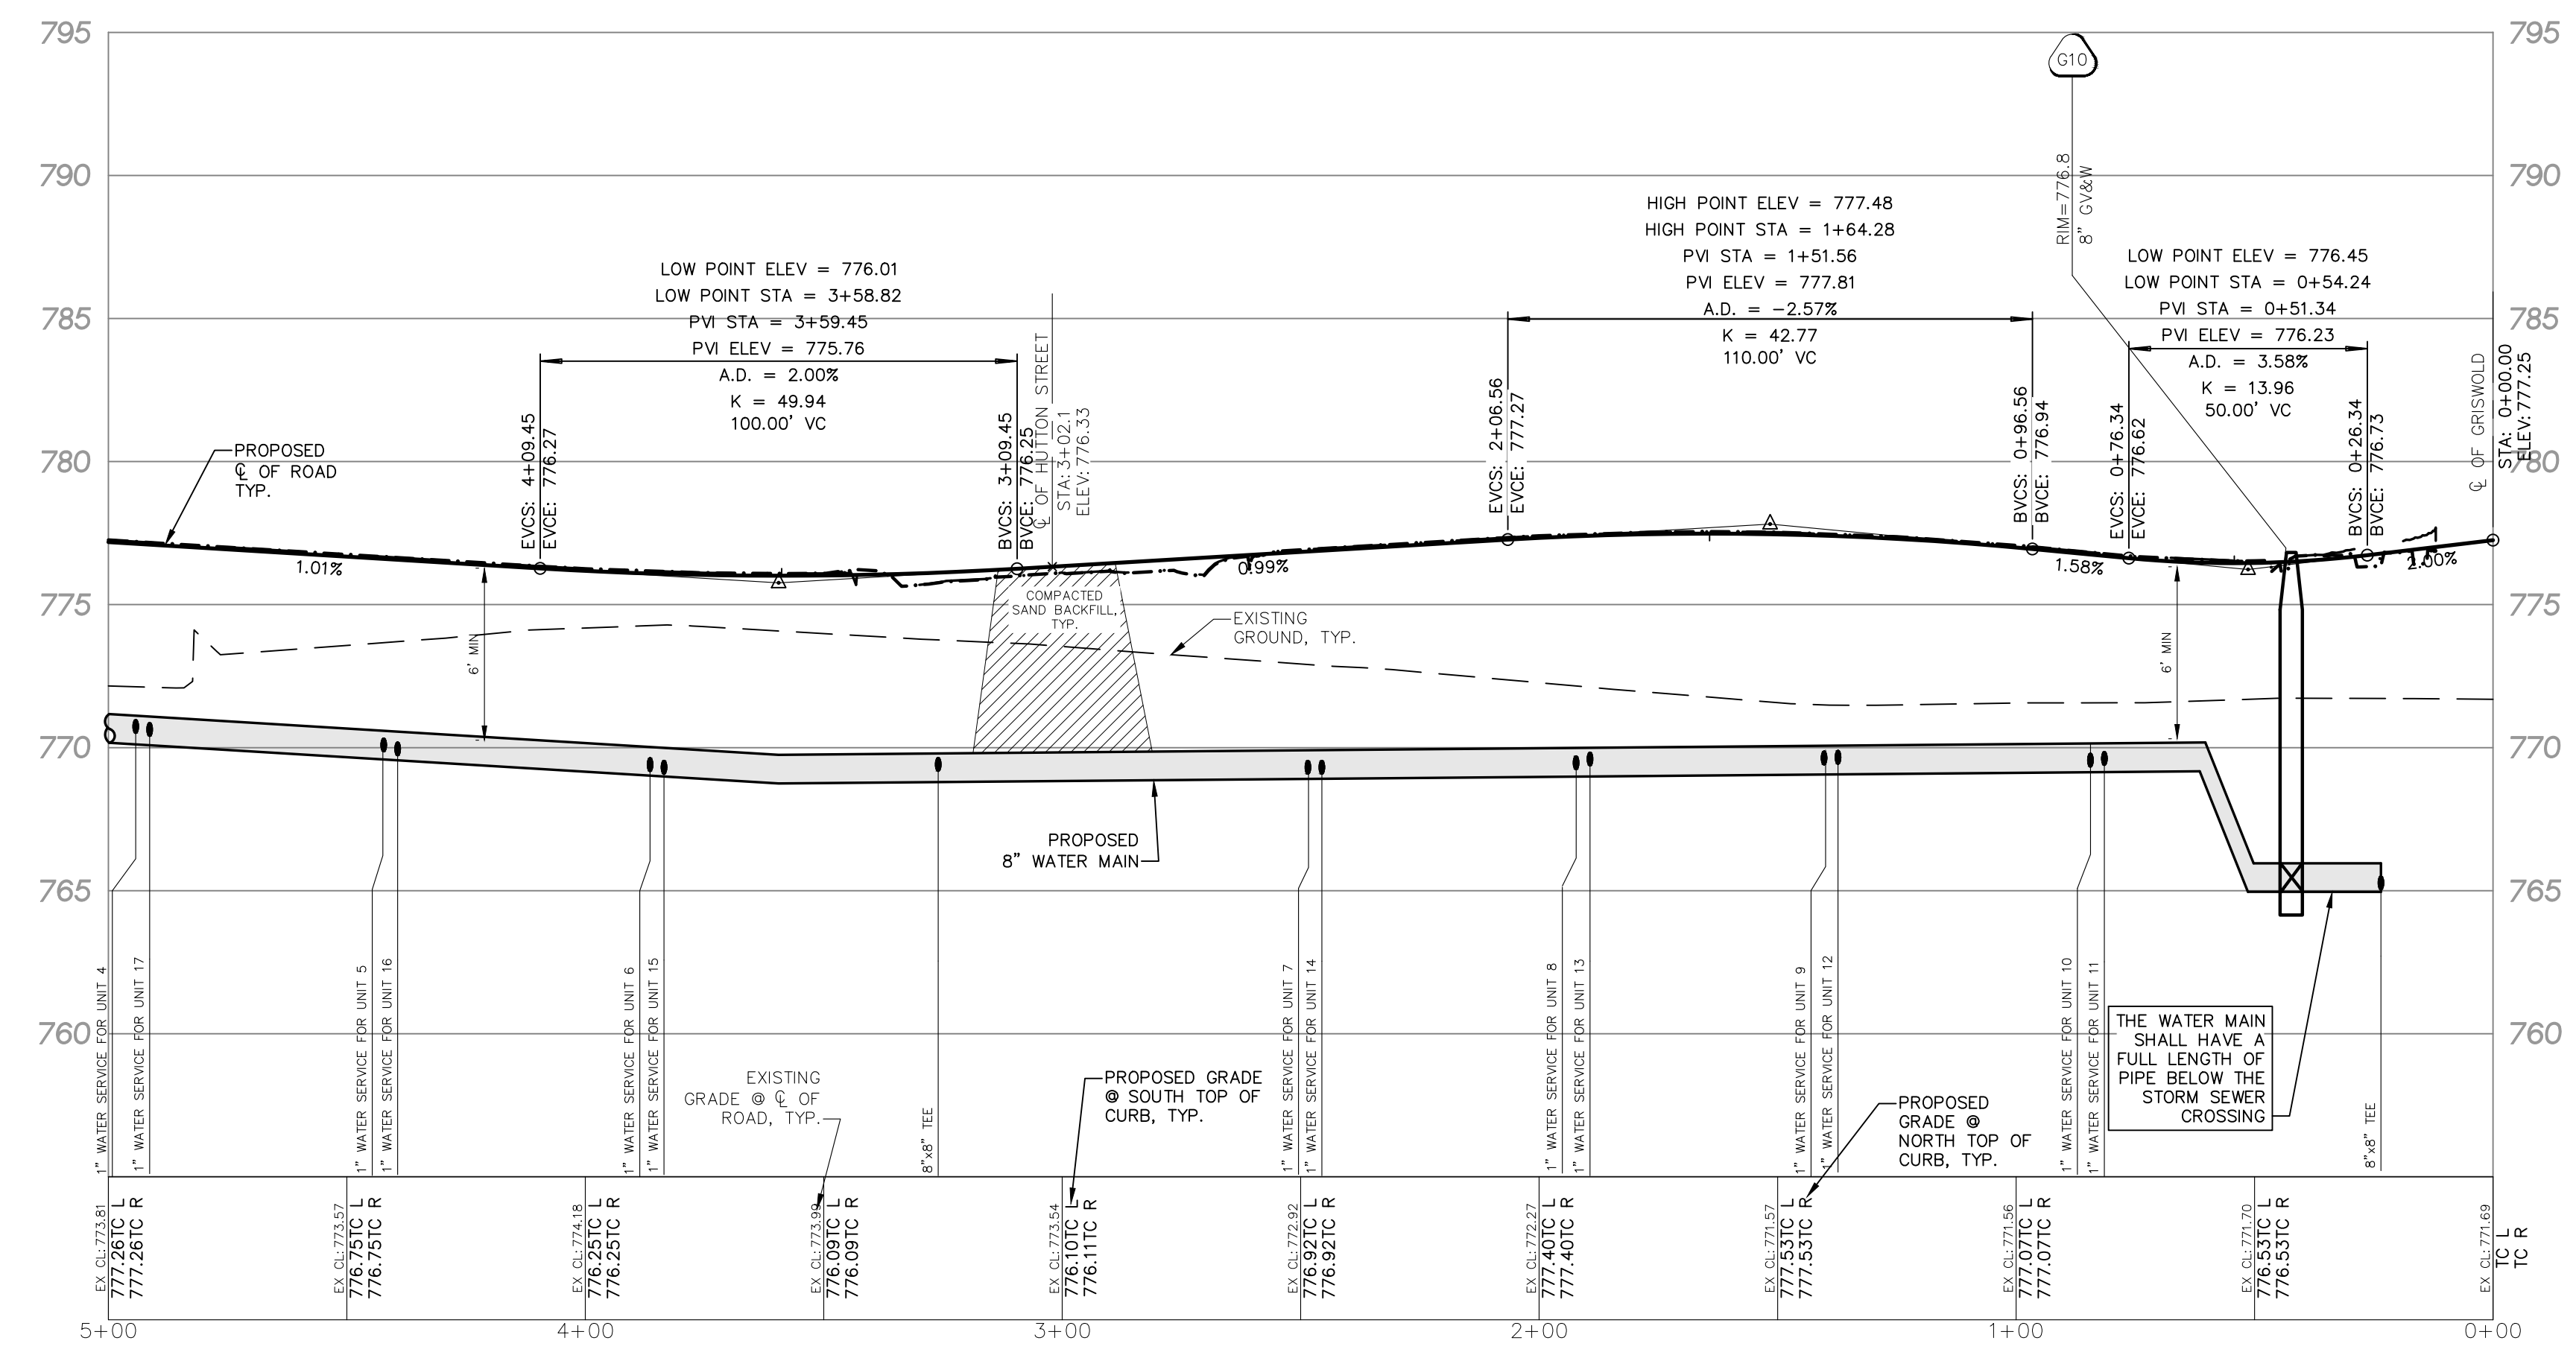 795
795
790
790
785
785
780
780
775
775
770
770
765
765
760
760
G10
RIM=776.8
8" GV&W
LOW POINT ELEV = 776.01
LOW POINT STA = 3+58.82
PVI STA = 3+59.45
PVI ELEV = 775.76
A.D. = 2.00%
K = 49.94
100.00' VC
HIGH POINT ELEV = 777.48
HIGH POINT STA = 1+64.28
PVI STA = 1+51.56
PVI ELEV = 777.81
A.D. = -2.57%
K = 42.77
110.00' VC
LOW POINT ELEV = 776.45
LOW POINT STA = 0+54.24
PVI STA = 0+51.34
PVI ELEV = 776.23
A.D. = 3.58%
K = 13.96
50.00' VC
PROPOSED
℄ OF ROAD
TYP.
EVCS: 4+09.45
EVCE: 776.27
BVCS: 3+09.45
BVCE: 776.25
℄ OF HUTTON STREET
STA: 3+02.1
ELEV: 776.33
EVCS: 2+06.56
EVCE: 777.27
BVCS: 0+96.56
BVCE: 776.94
EVCS: 0+76.34
EVCE: 776.62
BVCS: 0+26.34
BVCE: 776.73
℄ OF GRISWOLD
STA: 0+00.00
ELEV: 777.25
1.01%
0.99%
1.58%
2.00%
6' MIN
COMPACTED
SAND BACKFILL,
TYP.
EXISTING
GROUND, TYP.
6' MIN
PROPOSED
8" WATER MAIN
1" WATER SERVICE FOR UNIT 4
1" WATER SERVICE FOR UNIT 17
1" WATER SERVICE FOR UNIT 5
1" WATER SERVICE FOR UNIT 16
1" WATER SERVICE FOR UNIT 6
1" WATER SERVICE FOR UNIT 15
EXISTING
GRADE @ ℄ OF
ROAD, TYP.
8"x8" TEE
PROPOSED GRADE
@ SOUTH TOP OF
CURB, TYP.
1" WATER SERVICE FOR UNIT 7
1" WATER SERVICE FOR UNIT 14
1" WATER SERVICE FOR UNIT 8
1" WATER SERVICE FOR UNIT 13
1" WATER SERVICE FOR UNIT 9
1" WATER SERVICE FOR UNIT 12
PROPOSED
GRADE @
NORTH TOP OF
CURB, TYP.
1" WATER SERVICE FOR UNIT 10
1" WATER SERVICE FOR UNIT 11
THE WATER MAIN
SHALL HAVE A
FULL LENGTH OF
PIPE BELOW THE
STORM SEWER
CROSSING
8"x8" TEE
EX CL: 773.81
777.26TC L
777.26TC R
EX CL: 773.57
776.75TC L
776.75TC R
EX CL: 774.18
776.25TC L
776.25TC R
EX CL: 773.99
776.09TC L
776.09TC R
EX CL: 773.54
776.10TC L
776.11TC R
EX CL: 772.92
776.92TC L
776.92TC R
EX CL: 772.27
777.40TC L
777.40TC R
EX CL: 771.57
777.53TC L
777.53TC R
EX CL: 771.56
777.07TC L
777.07TC R
EX CL: 771.70
776.53TC L
776.53TC R
EX CL: 771.69
TC L
TC R
5+00
4+00
3+00
2+00
1+00
0+00